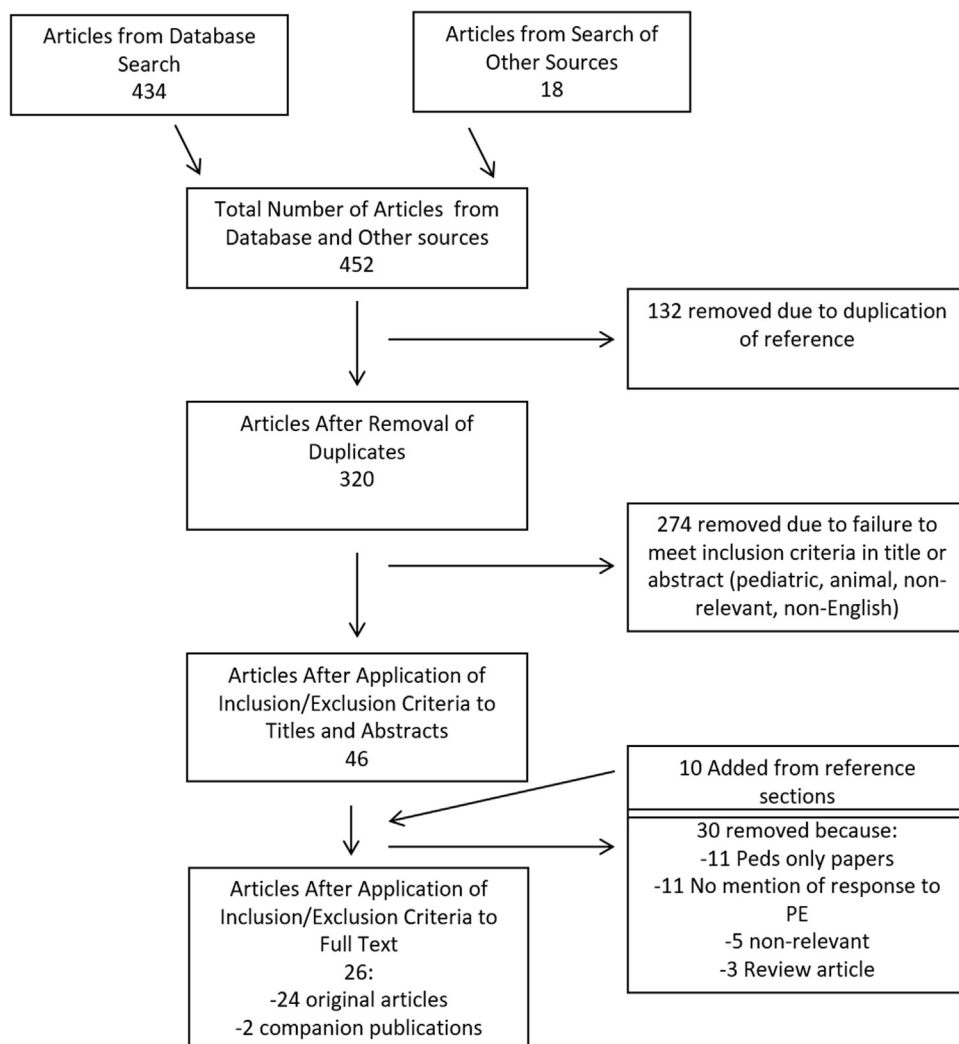 Articles from Database
Search
434
Articles from Search of
Other Sources
18
Total Number of Articles from
Database and Other sources
452
132 removed due to duplication
of reference
Articles After Removal of
Duplicates
320
274 removed due to failure to
meet inclusion criteria in title or
abstract (pediatric, animal, non-
relevant, non-English)
Articles After Application of
Inclusion/Exclusion Criteria to
Titles and Abstracts
46
10 Added from reference
sections
30 removed because:
-11 Peds only papers
-11 No mention of response to
PE
-5 non-relevant
-3 Review article
Articles After Application of
Inclusion/Exclusion Criteria to
Full Text
26:
-24 original articles
-2 companion publications